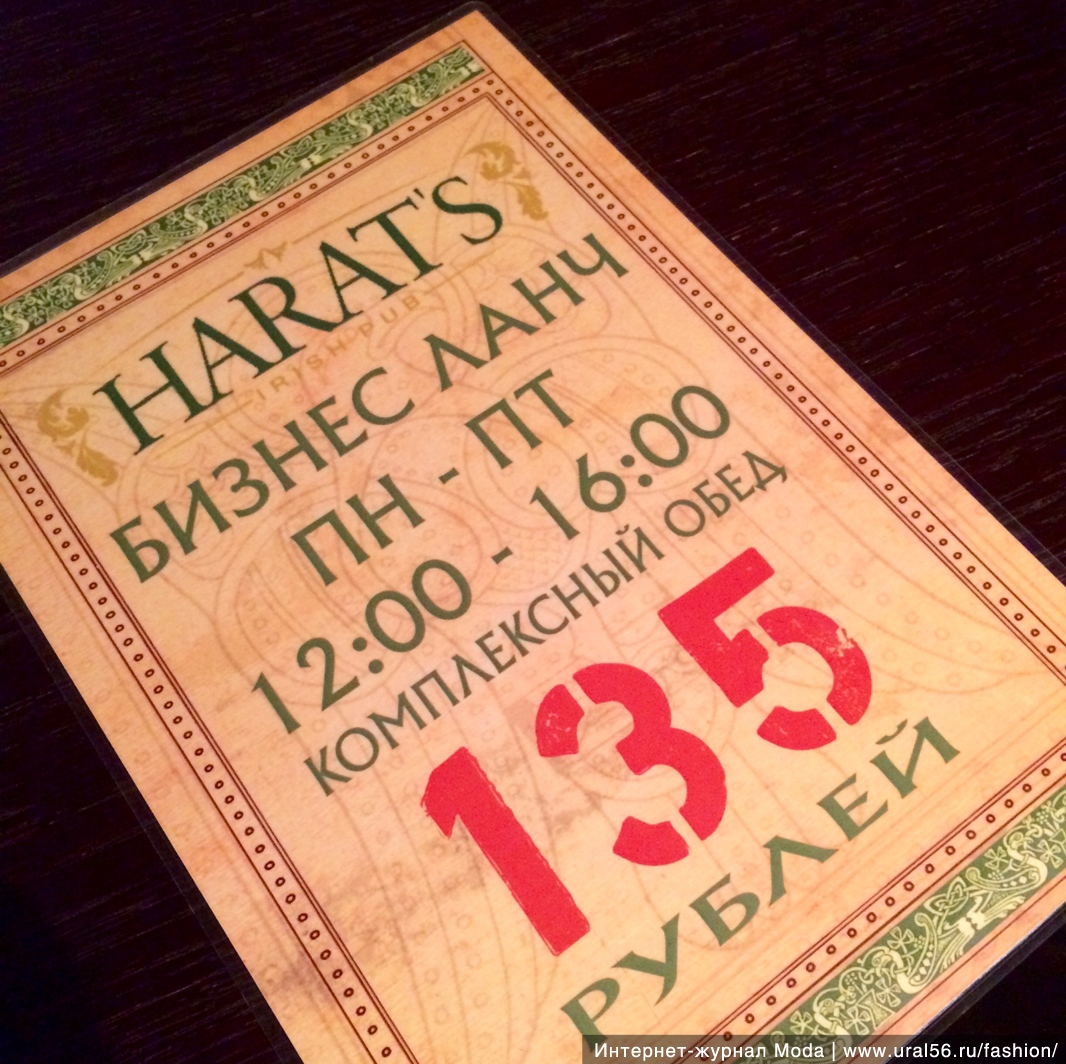 HARAT'S
IRISH PUB
БИЗНЕС ЛАНЧ
ПН - ПТ
12:00 - 16:00
КОМПЛЕКСНЫЙ ОБЕД
135
РУБЛЕЙ
Интернет-журнал Moda | www.ural56.ru/fashion/